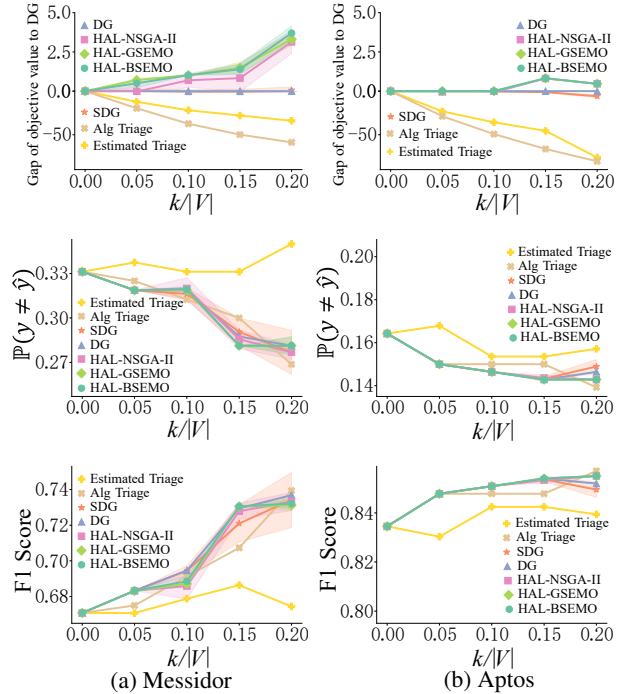 Gap of objective value to DG
5.0
2.5
0.0
−50
DG
HAL-NSGA-II
HAL-GSEMO
HAL-BSEMO
SDG
Alg Triage
Estimated Triage
0.00 0.05 0.10 0.15 0.20
k/|V|
Gap of objective value to DG
5.0
2.5
0.0
−50
DG
HAL-NSGA-II
HAL-GSEMO
HAL-BSEMO
SDG
Alg Triage
Estimated Triage
0.00 0.05 0.10 0.15 0.20
k/|V|
ℙ(y ≠ ŷ)
0.33
0.30
0.27
Estimated Triage
Alg Triage
SDG
DG
HAL-NSGA-II
HAL-GSEMO
HAL-BSEMO
0.00 0.05 0.10 0.15 0.20
k/|V|
ℙ(y ≠ ŷ)
0.20
0.18
0.16
0.14
Estimated Triage
Alg Triage
SDG
DG
HAL-NSGA-II
HAL-GSEMO
HAL-BSEMO
0.00 0.05 0.10 0.15 0.20
k/|V|
F1 Score
0.74
0.72
0.70
0.68
Estimated Triage
Alg Triage
SDG
DG
HAL-NSGA-II
HAL-GSEMO
HAL-BSEMO
0.00 0.05 0.10 0.15 0.20
k/|V|
F1 Score
0.84
0.82
0.80
Estimated Triage
Alg Triage
SDG
DG
HAL-NSGA-II
HAL-GSEMO
HAL-BSEMO
0.00 0.05 0.10 0.15 0.20
k/|V|
(a) Messidor
(b) Aptos